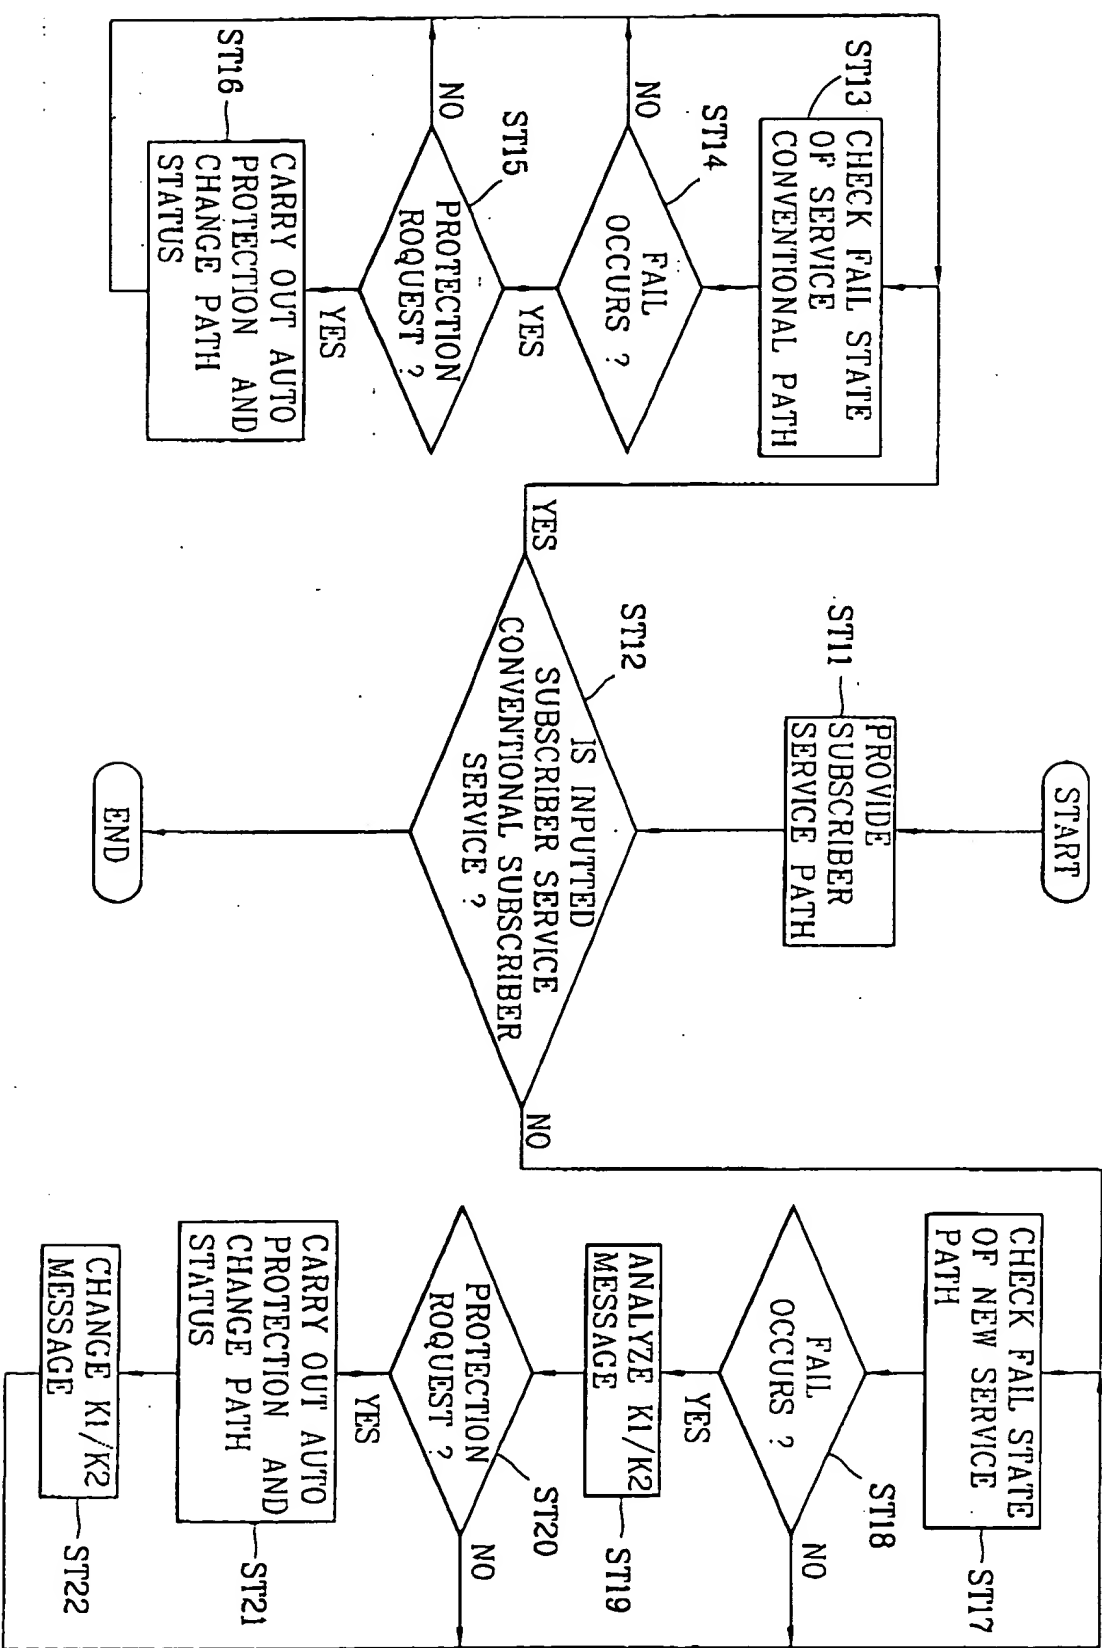 START
ST11
PROVIDE
SUBSCRIBER
SERVICE PATH
ST12
IS INPUTTED
SUBSCRIBER SERVICE
CONVENTIONAL SUBSCRIBER
SERVICE ?
YES
NO
END
ST13
CHECK FAIL STATE
OF SERVICE
CONVENTIONAL PATH
ST14
FAIL
OCCURS ?
NO
YES
ST15
PROTECTION
ROQUEST ?
NO
YES
ST16
CARRY OUT AUTO
PROTECTION AND
CHANGE PATH
STATUS
CHECK FAIL STATE
OF NEW SERVICE
PATH
ST17
FAIL
OCCURS ?
ST18
NO
YES
ANALYZE K1/K2
MESSAGE
ST19
PROTECTION
ROQUEST ?
ST20
NO
YES
CARRY OUT AUTO
PROTECTION AND
CHANGE PATH
STATUS
ST21
CHANGE K1/K2
MESSAGE
ST22